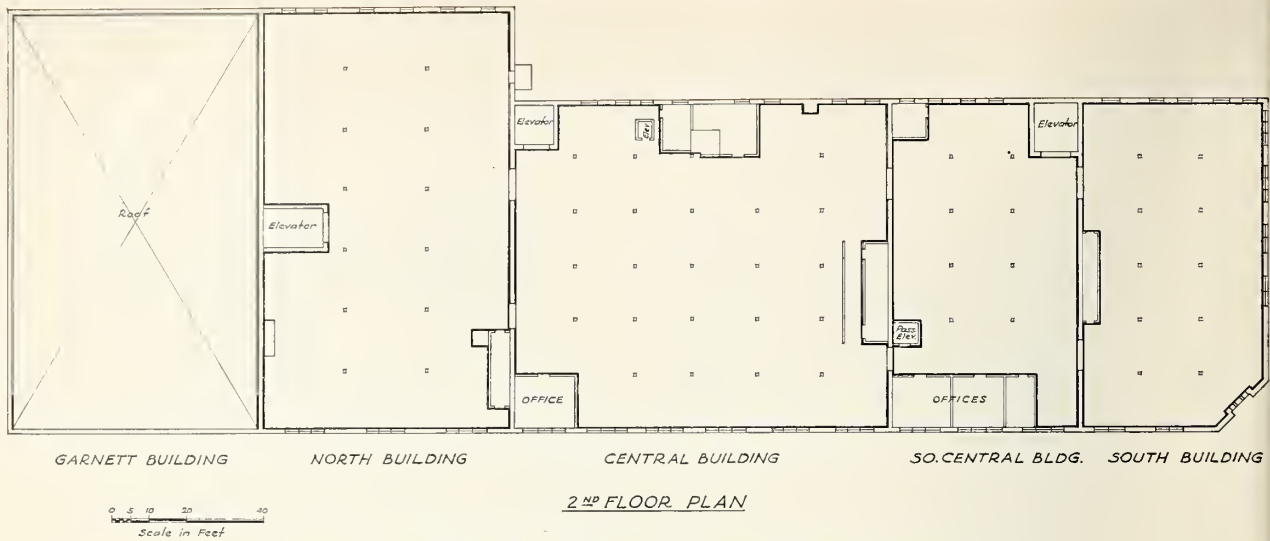 Elevator
Elev
Elevator
Roof
Elevator
Pass.
Elev.
OFFICE
OFFICES
GARNETT BUILDING
NORTH BUILDING
CENTRAL BUILDING
SO. CENTRAL BLDG.
SOUTH BUILDING
2ND FLOOR PLAN
0 5 10 20 40
Scale in Feet